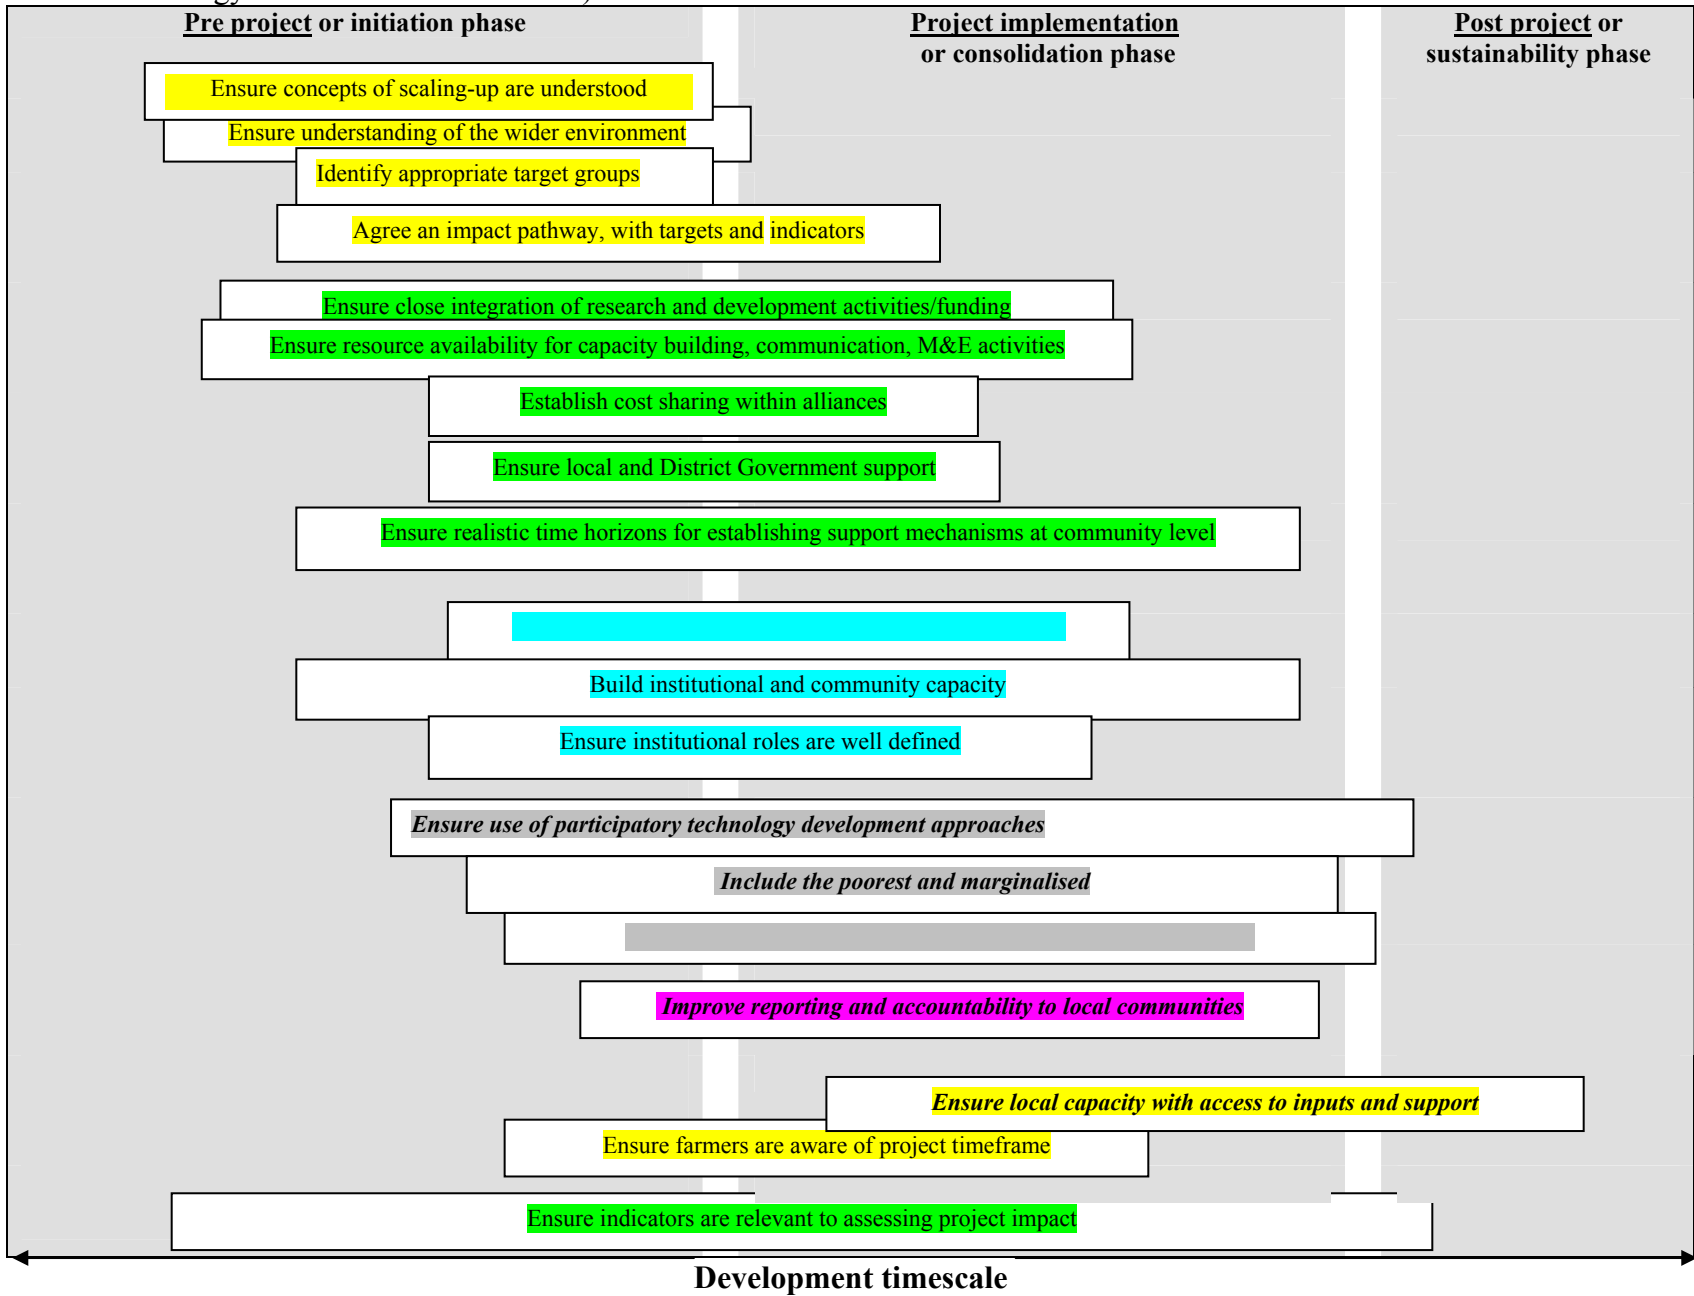 Pre project or initiation phase
Project implementation
or consolidation phase
Post project or
sustainability phase
Ensure concepts of scaling-up are understood
Ensure understanding of the wider environment
Identify appropriate target groups
Agree an impact pathway, with targets and indicators
Ensure close integration of research and development activities/funding
Ensure resource availability for capacity building, communication, M&E activities
Establish cost sharing within alliances
Ensure local and District Government support
Ensure realistic time horizons for establishing support mechanisms at community level
Build institutional and community capacity
Ensure institutional roles are well defined
Ensure use of participatory technology development approaches
Include the poorest and marginalised
Improve reporting and accountability to local communities
Ensure local capacity with access to inputs and support
Ensure farmers are aware of project timeframe
Ensure indicators are relevant to assessing project impact
Development timescale